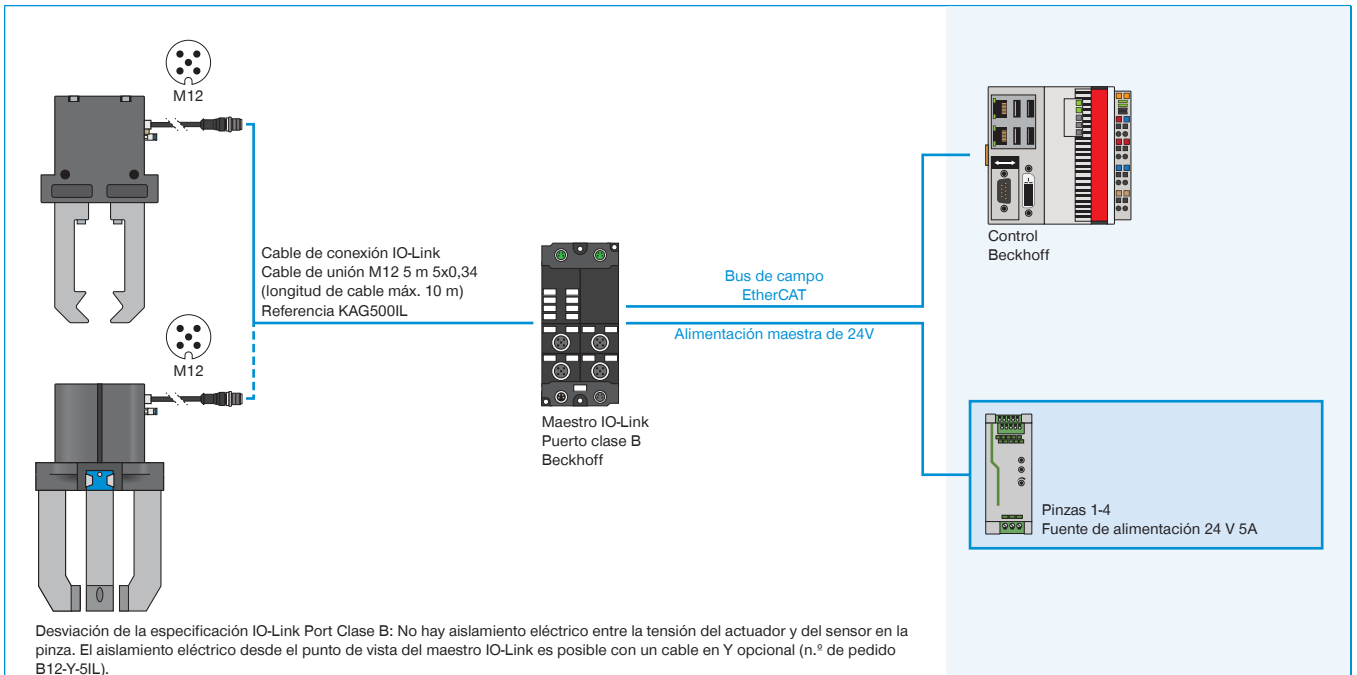 M12
Cable de conexión IO-Link
Cable de unión M12 5 m 5x0,34
(longitud de cable máx. 10 m)
Referencia KAG500IL
M12
Maestro IO-Link
Puerto clase B
Beckhoff
Bus de campo
EtherCAT
Alimentación maestra de 24V
Control
Beckhoff
Pinzas 1-4
Fuente de alimentación 24 V 5A
Desviación de la especificación IO-Link Port Clase B: No hay aislamiento eléctrico entre la tensión del actuador y del sensor en la
pinza. El aislamiento eléctrico desde el punto de vista del maestro IO-Link es posible con un cable en Y opcional (n.º de pedido
B12-Y-5IL).